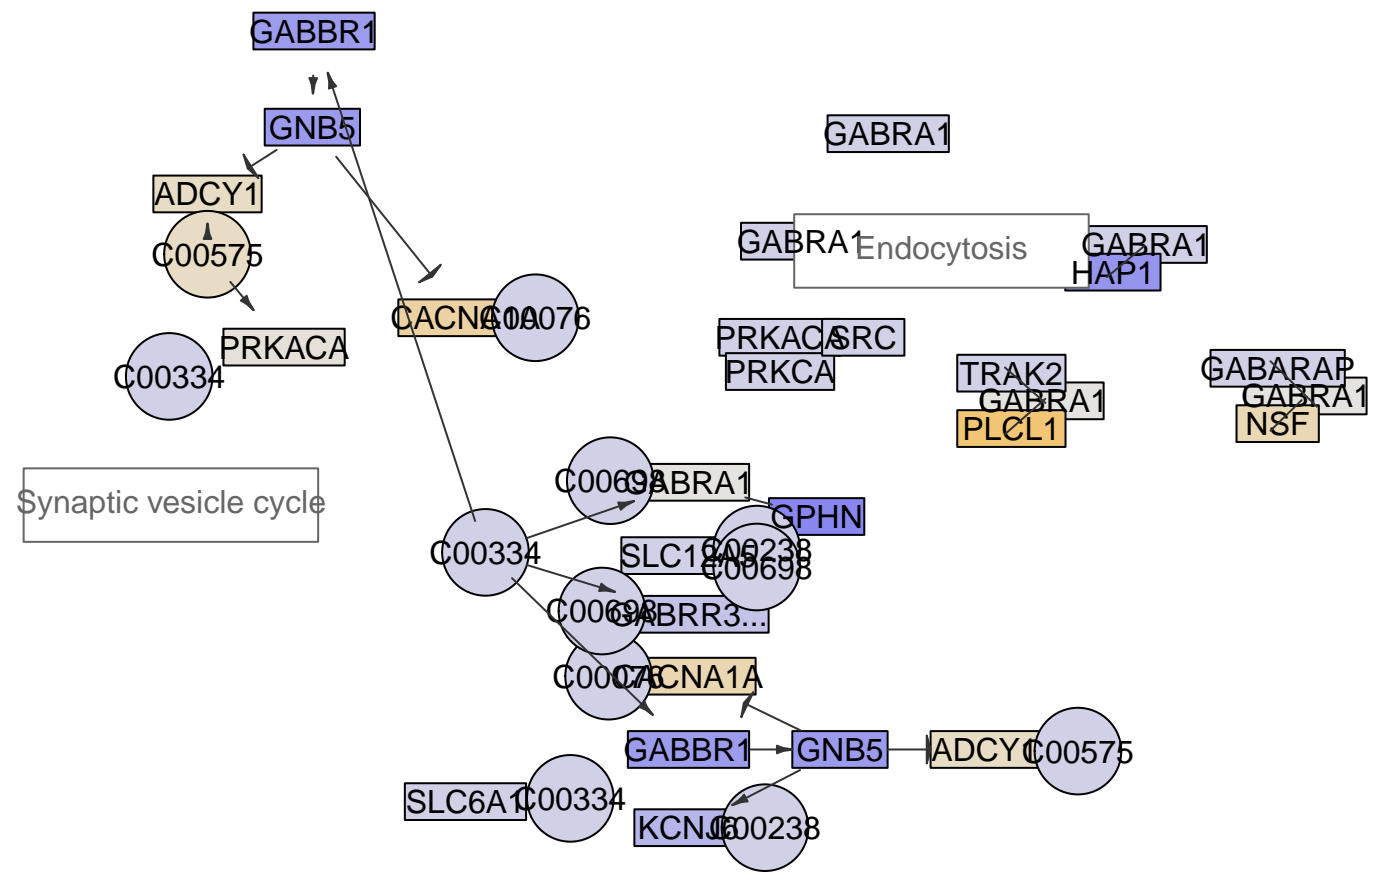 GABBR1
GNB5
GABRA1
ADCY1
C00575
GABRA1
Endocytosis
GABRA1
HAP1
CACNA1A
C00076
PRKACA
C00334
PRKACA
SRC
PRKCA
TRAK2
GABRA1
PLCL1
GABARAP
GABRA1
NSF
Synaptic vesicle cycle
C00698
GABRA1
GPHN
C00334
SLC12A5
C00238
C00698
C00698
GABRR3...
C00076
CACNA1A
GABBR1
GNB5
ADCY1
C00575
SLC6A1
C00334
KCNJ6
C00238